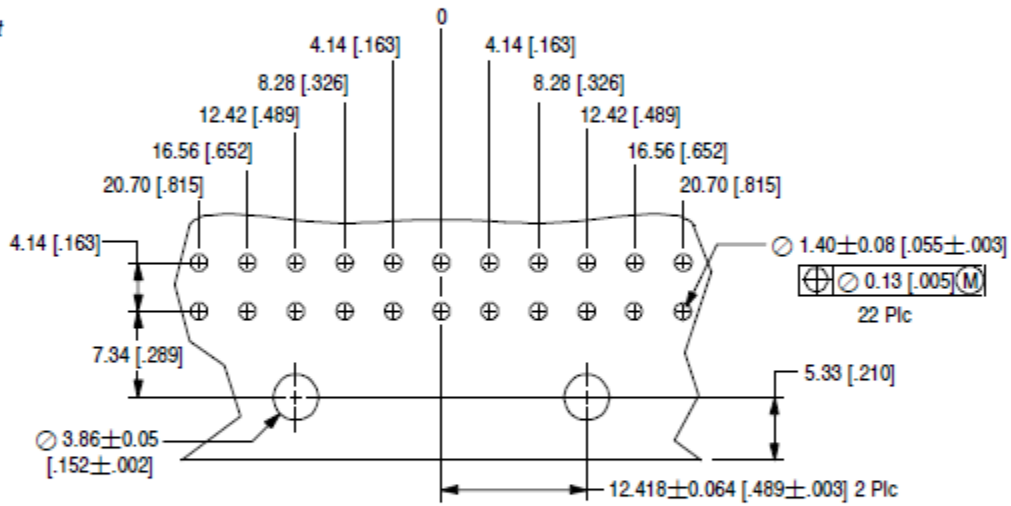 0
4.14 [.163] 4.14 [.163]
8.28 [.326] 8.28 [.326]
12.42 [.489] 12.42 [.489]
16.56 [.652] 16.56 [.652]
20.70 [.815] 20.70 [.815]
4.14 [.163]
∅ 1.40±0.08 [.055±.003]
⌖ ∅ 0.13 [.005] Ⓜ
22 Plc
7.34 [.289]
5.33 [.210]
∅ 3.86±0.05
[.152±.002]
12.418±0.064 [.489±.003] 2 Plc